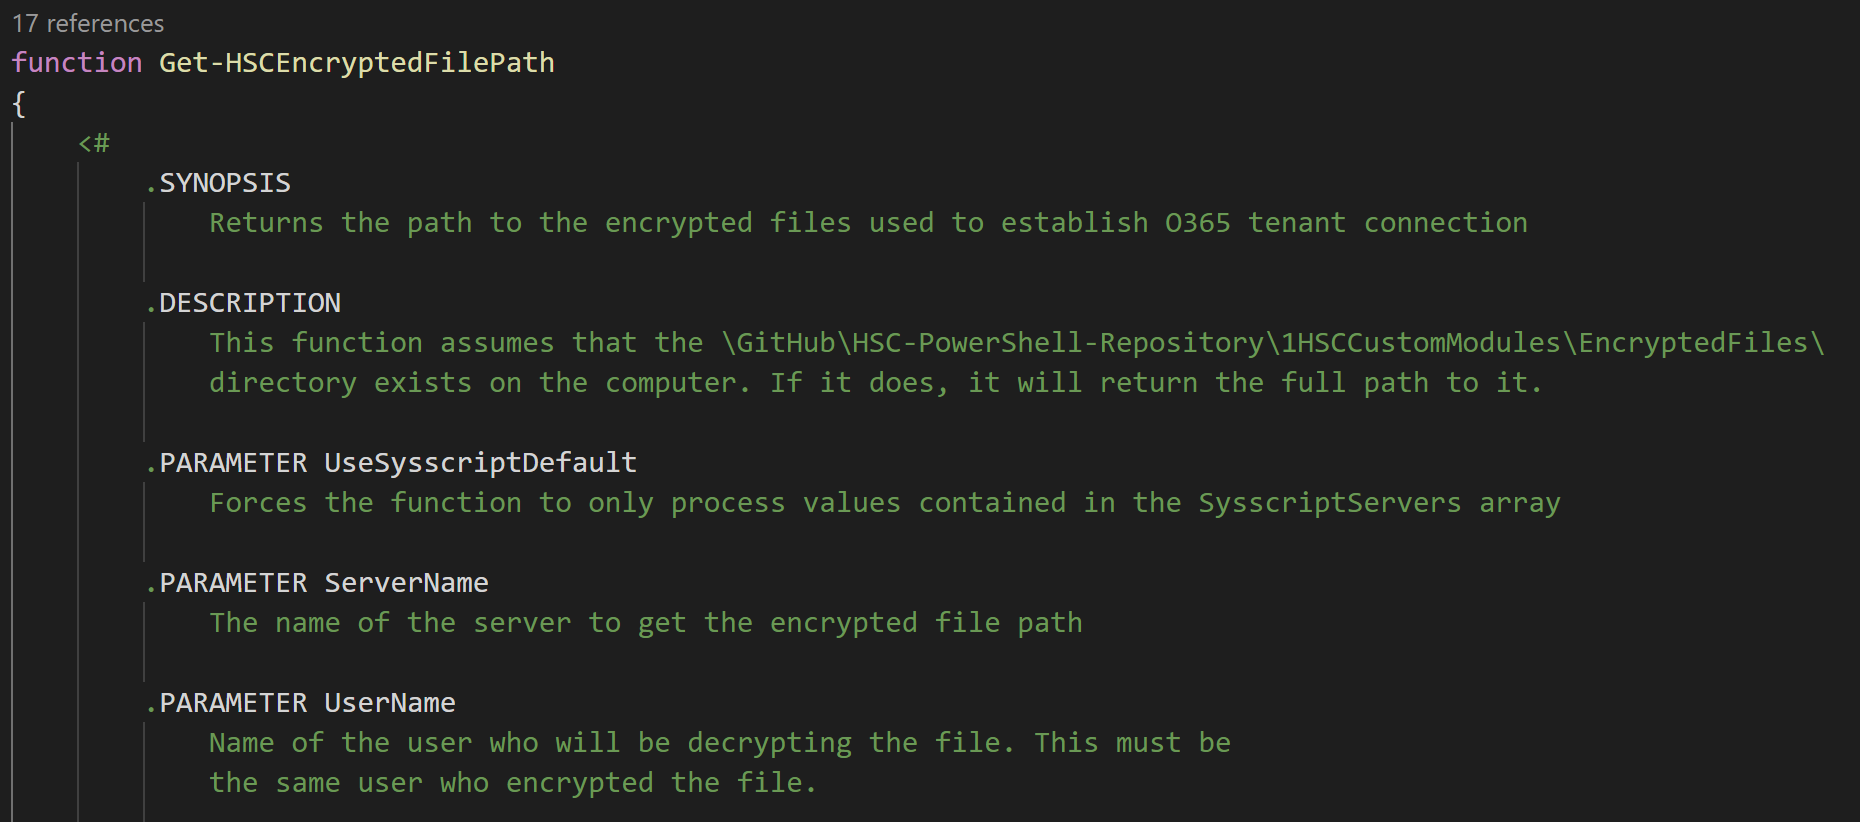 17 references
function Get-HSCEncryptedFilePath
{
<#
.SYNOPSIS
Returns the path to the encrypted files used to establish O365 tenant connection
.DESCRIPTION
This function assumes that the \GitHub\HSC-PowerShell-Repository\1HSCCustomModules\EncryptedFiles\
directory exists on the computer. If it does, it will return the full path to it.
.PARAMETER UseSysscriptDefault
Forces the function to only process values contained in the SysscriptServers array
.PARAMETER ServerName
The name of the server to get the encrypted file path
.PARAMETER UserName
Name of the user who will be decrypting the file. This must be
the same user who encrypted the file.